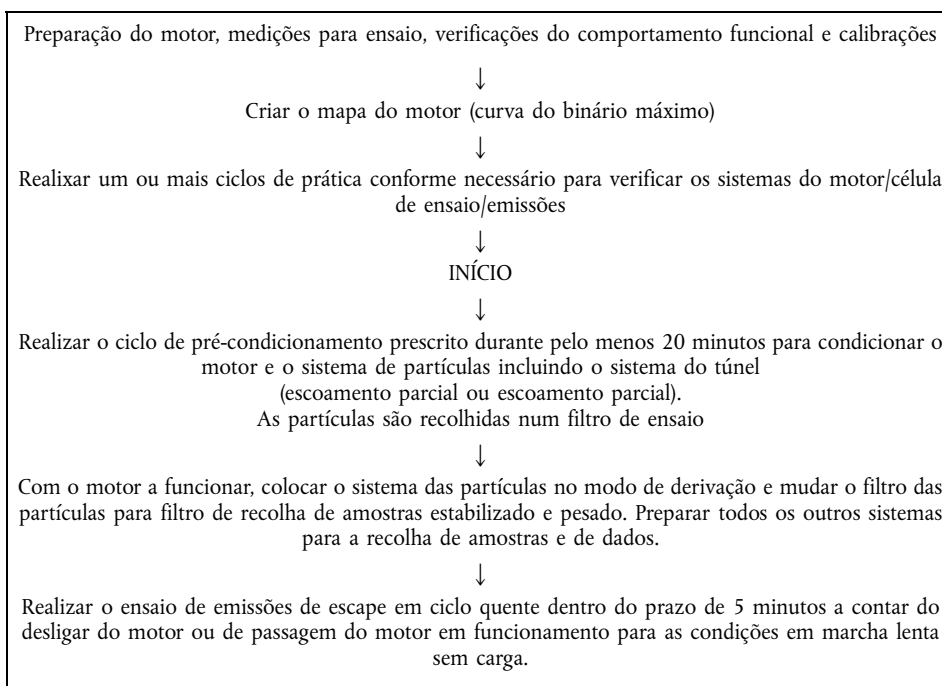 Preparação do motor, medições para ensaio, verificações do comportamento funcional e calibrações
↓
Criar o mapa do motor (curva do binário máximo)
↓
Realixar um ou mais ciclos de prática conforme necessário para verificar os sistemas do motor/célula
de ensaio/emissões
↓
INÍCIO
↓
Realizar o ciclo de pré-condicionamento prescrito durante pelo menos 20 minutos para condicionar o
motor e o sistema de partículas incluindo o sistema do túnel
(escoamento parcial ou escoamento parcial).
As partículas são recolhidas num filtro de ensaio
↓
Com o motor a funcionar, colocar o sistema das partículas no modo de derivação e mudar o filtro das
partículas para filtro de recolha de amostras estabilizado e pesado. Preparar todos os outros sistemas
para a recolha de amostras e de dados.
↓
Realizar o ensaio de emissões de escape em ciclo quente dentro do prazo de 5 minutos a contar do
desligar do motor ou de passagem do motor em funcionamento para as condições em marcha lenta
sem carga.